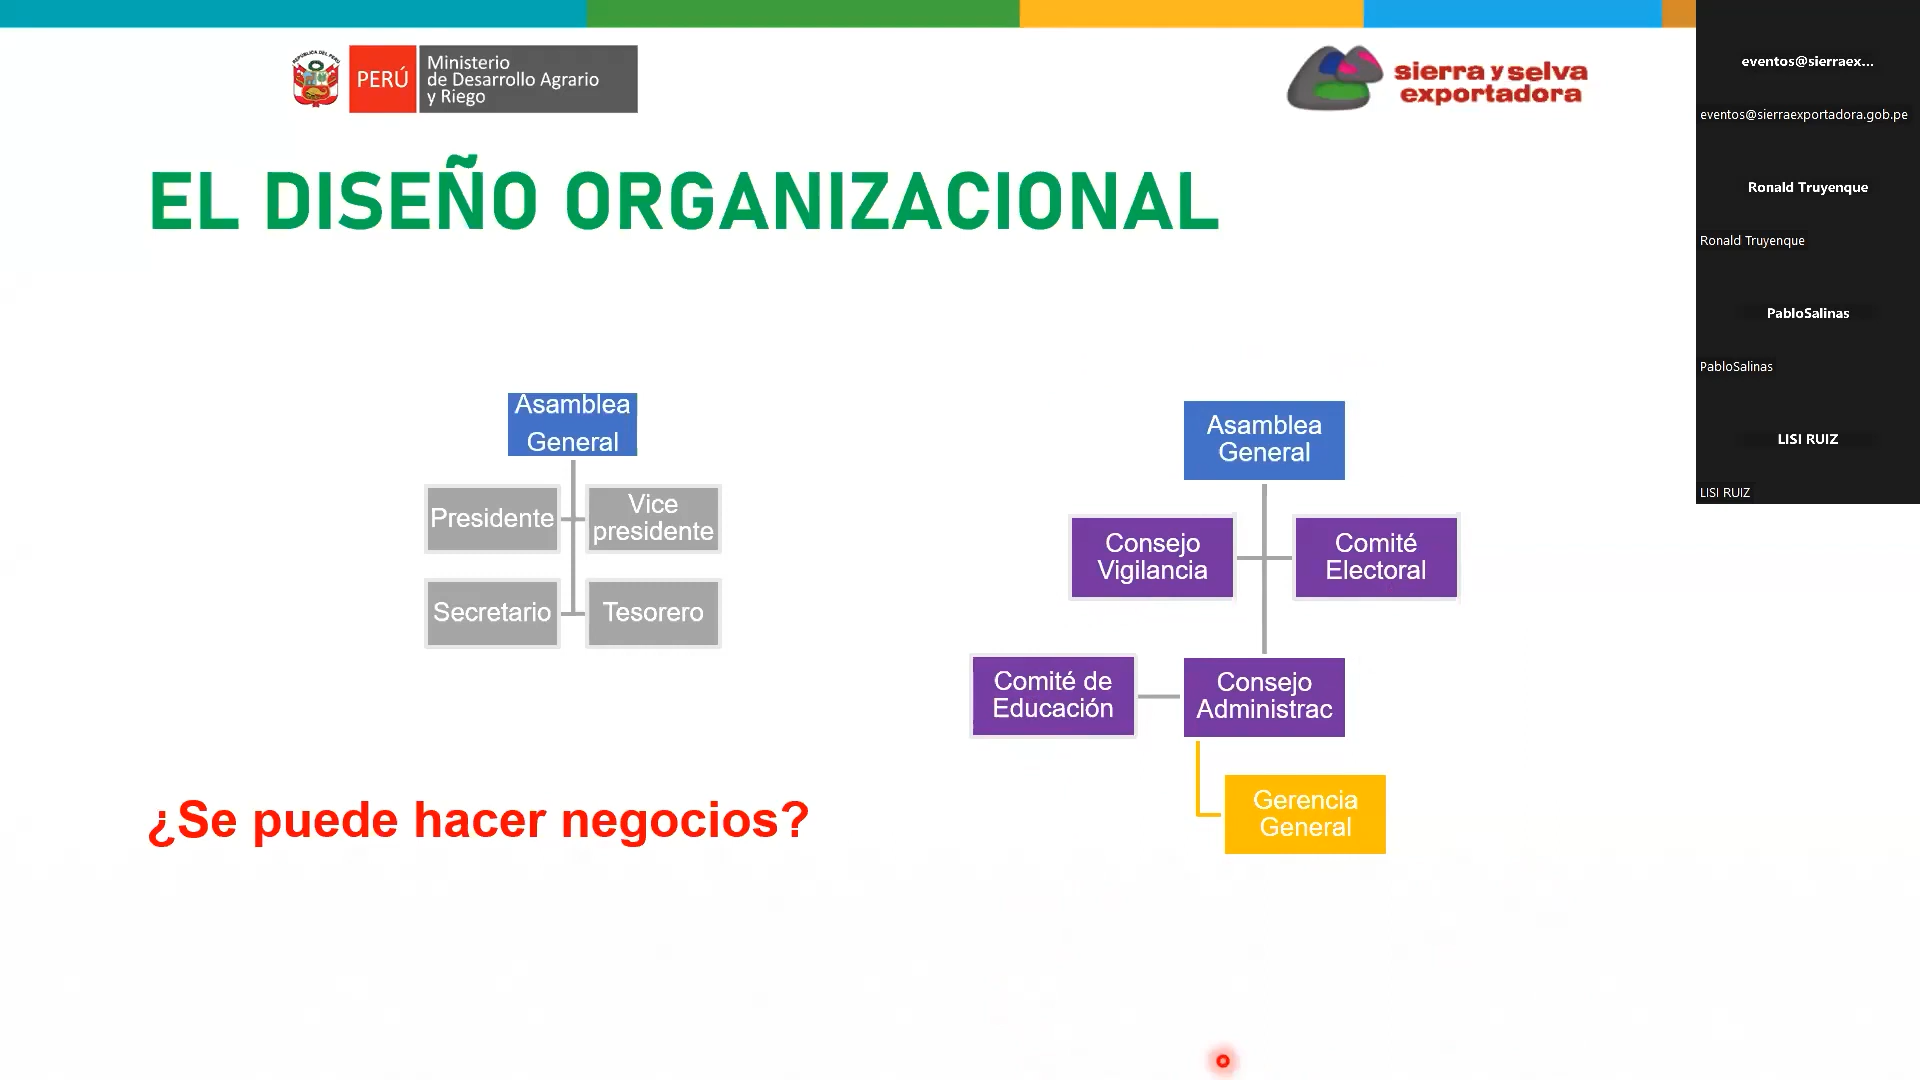 PERÚ
Ministerio
de Desarrollo Agrario
y Riego
sierra y selva
exportadora
EL DISEÑO ORGANIZACIONAL
Asamblea
General
Presidente
Vice
presidente
Secretario
Tesorero
¿Se puede hacer negocios?
Asamblea
General
Consejo
Vigilancia
Comité
Electoral
Comité de
Educación
Consejo
Administrac
Gerencia
General
eventos@sierraex...
eventos@sierraexportadora.gob.pe
Ronald Truyenque
Ronald Truyenque
PabloSalinas
PabloSalinas
LISI RUIZ
LISI RUIZ